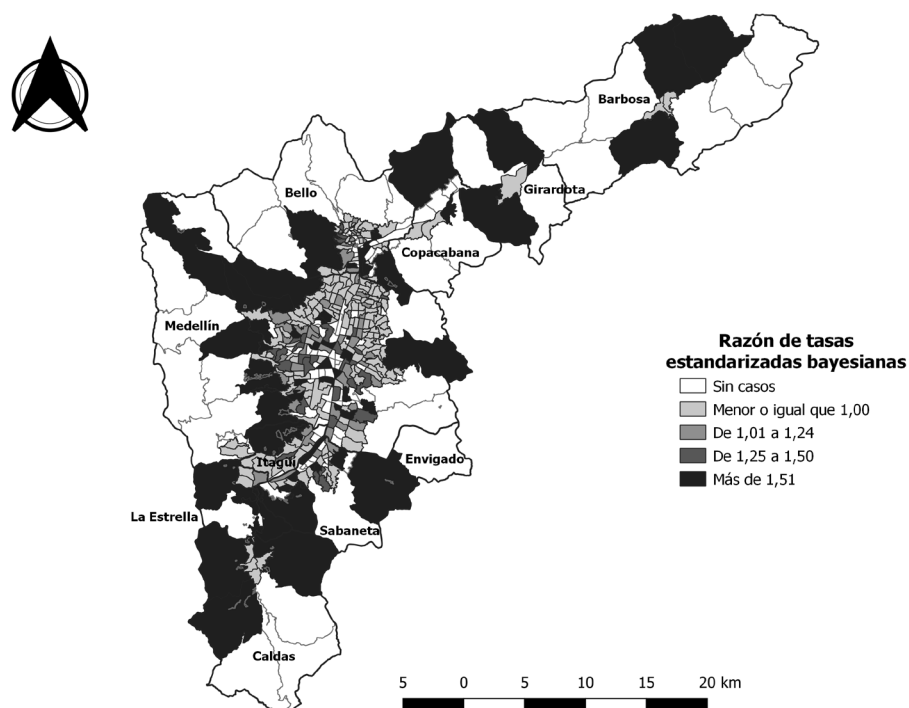 Barbosa
Girardota
Bello
Copacabana
Medellín
Razón de tasas
estandarizadas bayesianas
Sin casos
Menor o igual que 1,00
De 1,01 a 1,24
De 1,25 a 1,50
Más de 1,51
Envigado
Itagüí
La Estrella
Sabaneta
Caldas
5 0 5 10 15 20 km